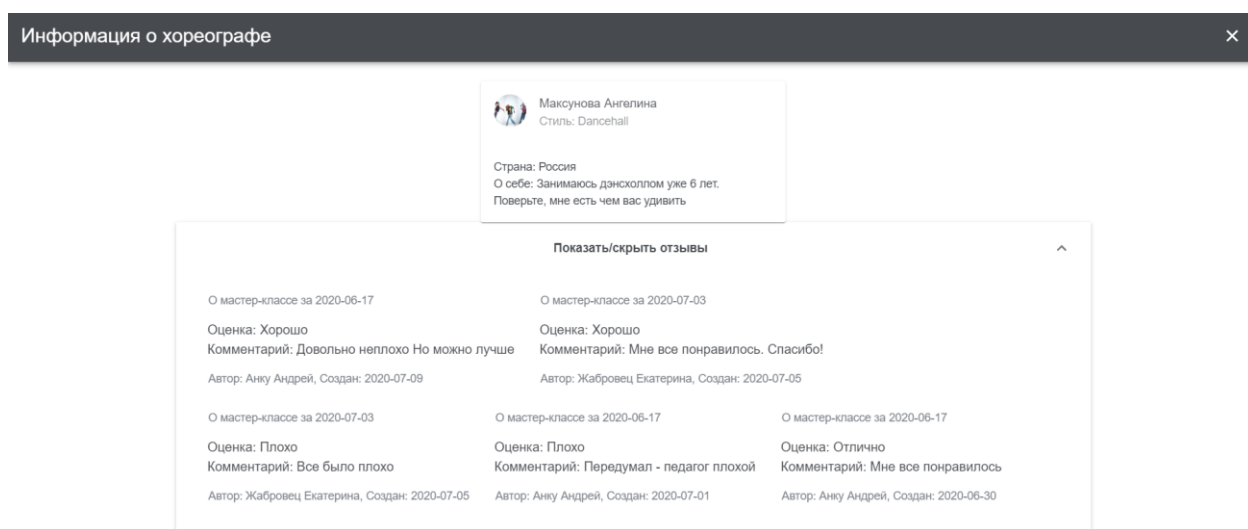 Информация о хореографе
Максунова Ангелина
Стиль: Dancehall
Страна: Россия
О себе: Занимаюсь дэнсхоллом уже 6 лет.
Поверьте, мне есть чем вас удивить
Показать/скрыть отзывы
О мастер-классе за 2020-06-17
Оценка: Хорошо
Комментарий: Довольно неплохо Но можно лучше
Автор: Анку Андрей, Создан: 2020-07-09
О мастер-классе за 2020-07-03
Оценка: Хорошо
Комментарий: Мне все понравилось. Спасибо!
Автор: Жабровец Екатерина, Создан: 2020-07-05
О мастер-классе за 2020-07-03
Оценка: Плохо
Комментарий: Все было плохо
Автор: Жабровец Екатерина, Создан: 2020-07-05
О мастер-классе за 2020-06-17
Оценка: Плохо
Комментарий: Передумал - педагог плохой
Автор: Анку Андрей, Создан: 2020-07-01
О мастер-классе за 2020-06-17
Оценка: Отлично
Комментарий: Мне все понравилось
Автор: Анку Андрей, Создан: 2020-06-30